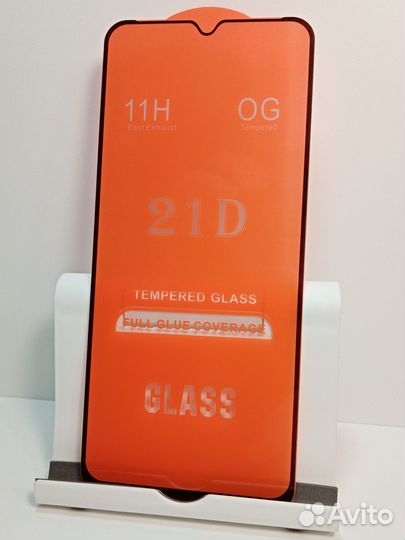 11H OG
Fast Exhaust Tempered
21D
TEMPERED GLASS
FULL GLUE COVERAGE
GLASS
Avito